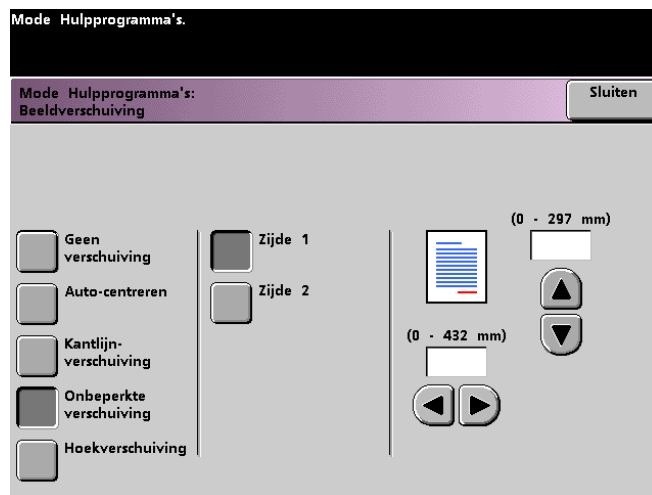 Mode Hulpprogramma's.
Mode Hulpprogramma's:
Beeldverschuiving
Sluiten
Geen
verschuiving
Auto-centreren
Kantlijn-
verschuiving
Onbeperkte
verschuiving
Hoekverschuiving
Zijde 1
Zijde 2
(0 - 297 mm)
(0 - 432 mm)